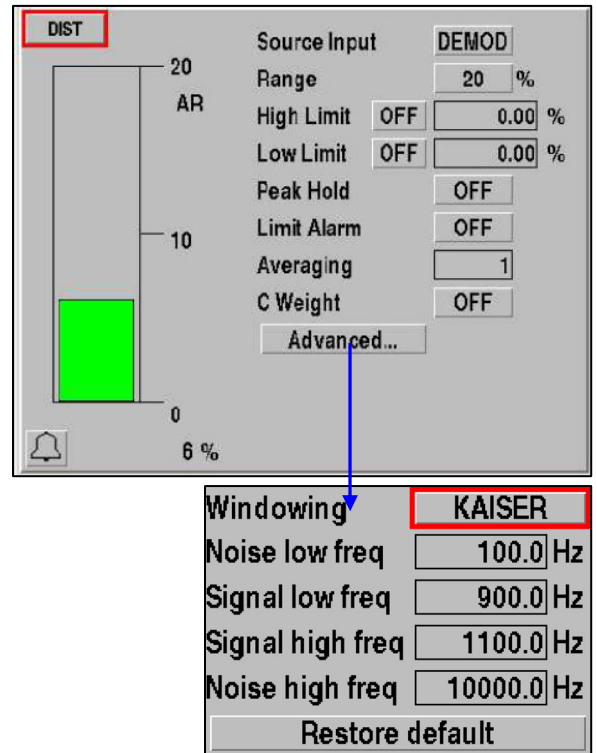 DIST
20
AR
10
0
6 %
Source Input DEMOD
Range 20 %
High Limit OFF 0.00 %
Low Limit OFF 0.00 %
Peak Hold OFF
Limit Alarm OFF
Averaging 1
C Weight OFF
Advanced...
Windowing KAISER
Noise low freq 100.0 Hz
Signal low freq 900.0 Hz
Signal high freq 1100.0 Hz
Noise high freq 10000.0 Hz
Restore default